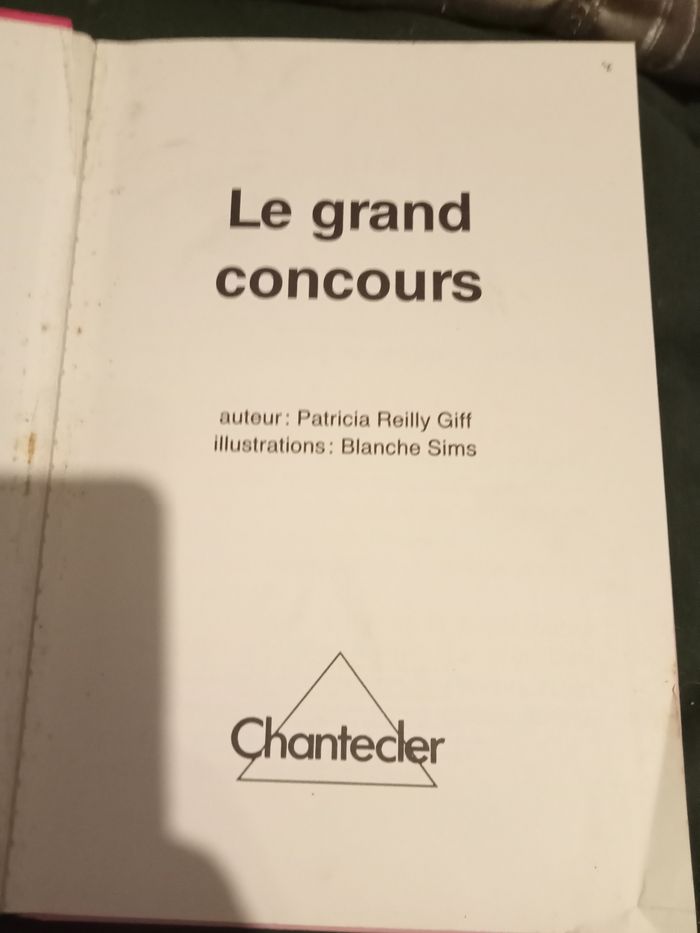 Le grand
concours
auteur: Patricia Reilly Giff
illustrations: Blanche Sims
Chantecler